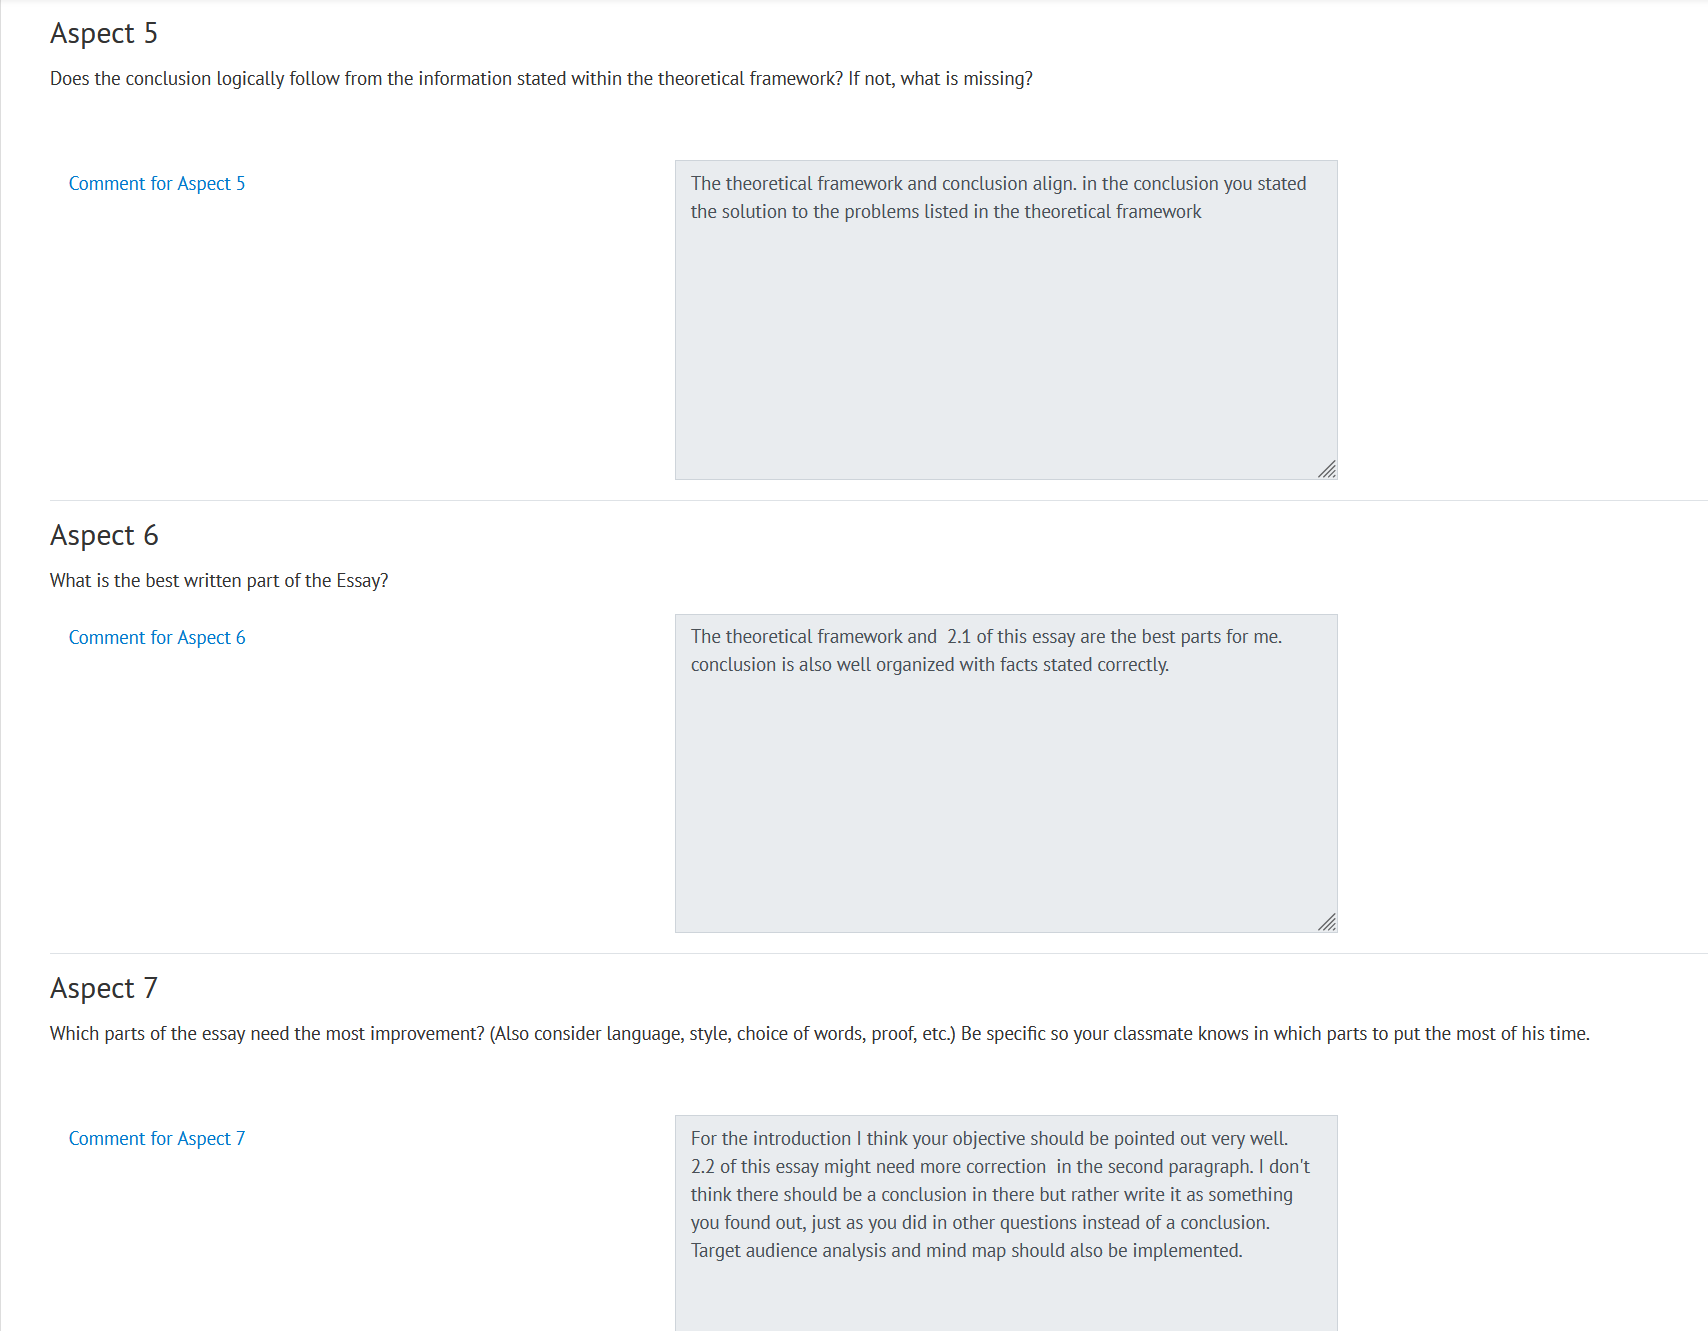 Aspect 5
Does the conclusion logically follow from the information stated within the theoretical framework? If not, what is missing?
Comment for Aspect 5
The theoretical framework and conclusion align. in the conclusion you stated
the solution to the problems listed in the theoretical framework
Aspect 6
What is the best written part of the Essay?
Comment for Aspect 6
The theoretical framework and  2.1 of this essay are the best parts for me.
conclusion is also well organized with facts stated correctly.
Aspect 7
Which parts of the essay need the most improvement? (Also consider language, style, choice of words, proof, etc.) Be specific so your classmate knows in which parts to put the most of his time.
Comment for Aspect 7
For the introduction I think your objective should be pointed out very well.
2.2 of this essay might need more correction  in the second paragraph. I don't
think there should be a conclusion in there but rather write it as something
you found out, just as you did in other questions instead of a conclusion.
Target audience analysis and mind map should also be implemented.